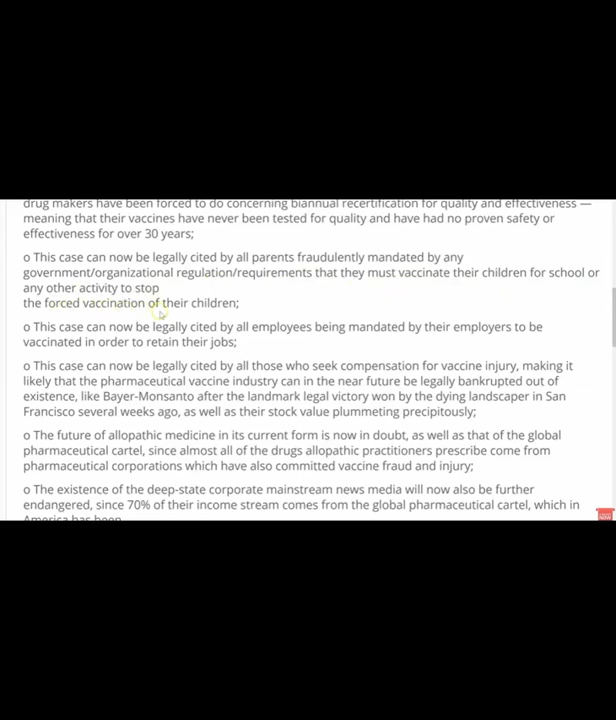 drug makers have been forced to do concerning biannual recertification for quality and effectiveness —
meaning that their vaccines have never been tested for quality and have had no proven safety or
effectiveness for over 30 years;
o This case can now be legally cited by all parents fraudulently mandated by any
government/organizational regulation/requirements that they must vaccinate their children for school or
any other activity to stop
the forced vaccination of their children;
o This case can now be legally cited by all employees being mandated by their employers to be
vaccinated in order to retain their jobs;
o This case can now be legally cited by all those who seek compensation for vaccine injury, making it
likely that the pharmaceutical vaccine industry can in the near future be legally bankrupted out of
existence, like Bayer-Monsanto after the landmark legal victory won by the dying landscaper in San
Francisco several weeks ago, as well as their stock value plummeting precipitously;
o The future of allopathic medicine in its current form is now in doubt, as well as that of the global
pharmaceutical cartel, since almost all of the drugs allopathic practitioners prescribe come from
pharmaceutical corporations which have also committed vaccine fraud and injury;
o The existence of the deep-state corporate mainstream news media will now also be further
endangered, since 70% of their income stream comes from the global pharmaceutical cartel, which in
America has been